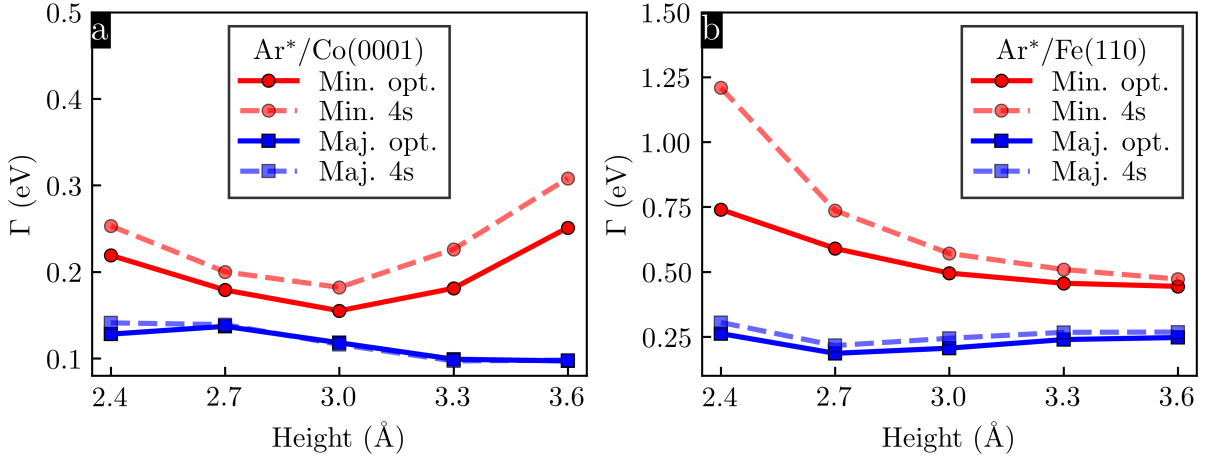 a
Ar*/Co(0001)
Min. opt.
Min. 4s
Maj. opt.
Maj. 4s
0.5
0.4
0.3
0.2
0.1
Γ (eV)
2.4 2.7 3.0 3.3 3.6
Height (Å)
b
Ar*/Fe(110)
Min. opt.
Min. 4s
Maj. opt.
Maj. 4s
1.50
1.25
1.00
0.75
0.50
0.25
Γ (eV)
2.4 2.7 3.0 3.3 3.6
Height (Å)